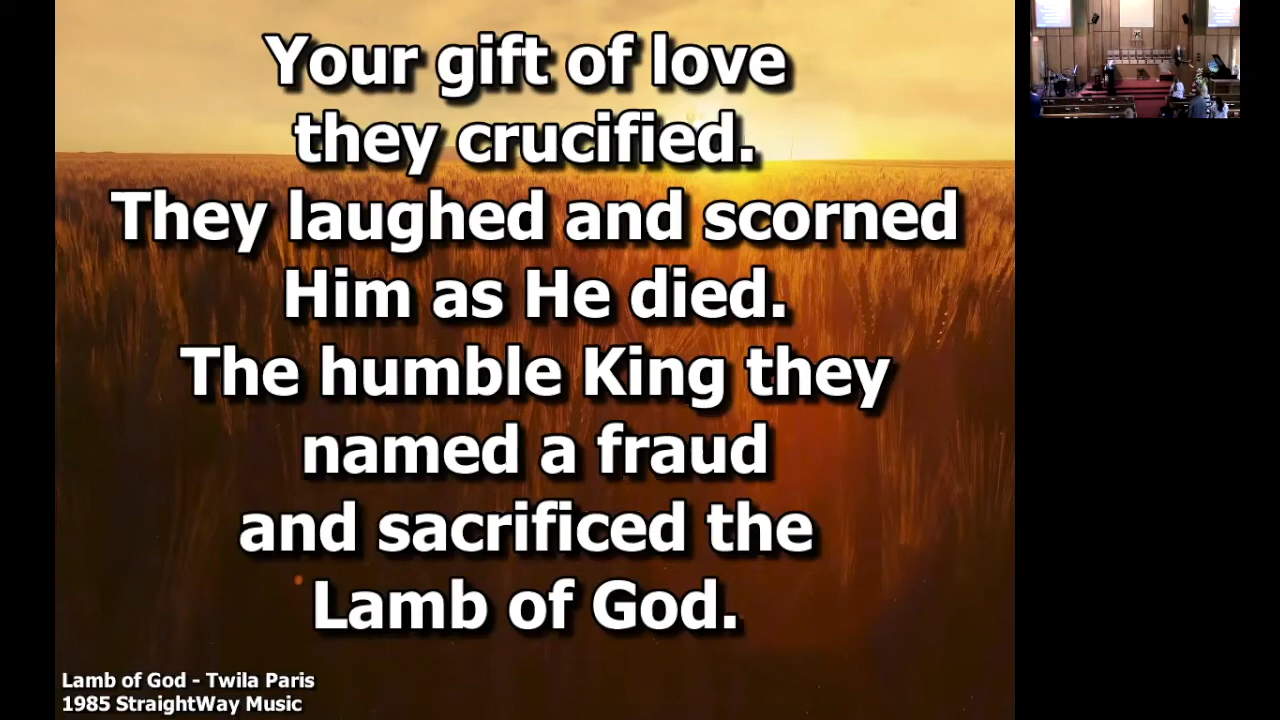 Your gift of love
they crucified.
They laughed and scorned
Him as He died.
The humble King they
named a fraud
and sacrificed the
Lamb of God.
Lamb of God - Twila Paris
1985 StraightWay Music